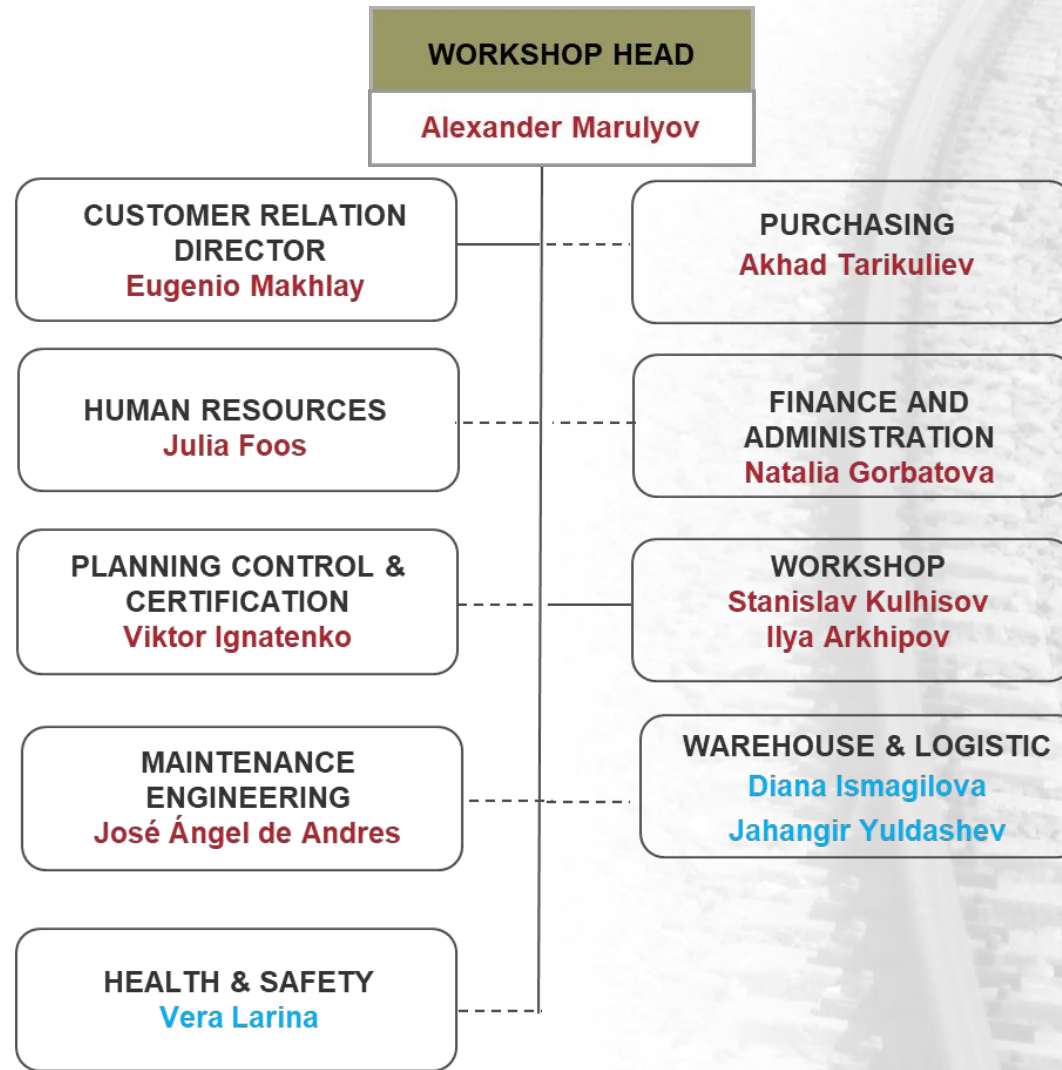 WORKSHOP HEAD
Alexander Marulyov
CUSTOMER RELATION
DIRECTOR
Eugenio Makhlay
PURCHASING
Akhad Tarikuliev
HUMAN RESOURCES
Julia Foos
FINANCE AND
ADMINISTRATION
Natalia Gorbatova
PLANNING CONTROL &
CERTIFICATION
Viktor Ignatenko
WORKSHOP
Stanislav Kulhisov
Ilya Arkhipov
MAINTENANCE
ENGINEERING
José Ángel de Andres
WAREHOUSE & LOGISTIC
Diana Ismagilova
Jahangir Yuldashev
HEALTH & SAFETY
Vera Larina